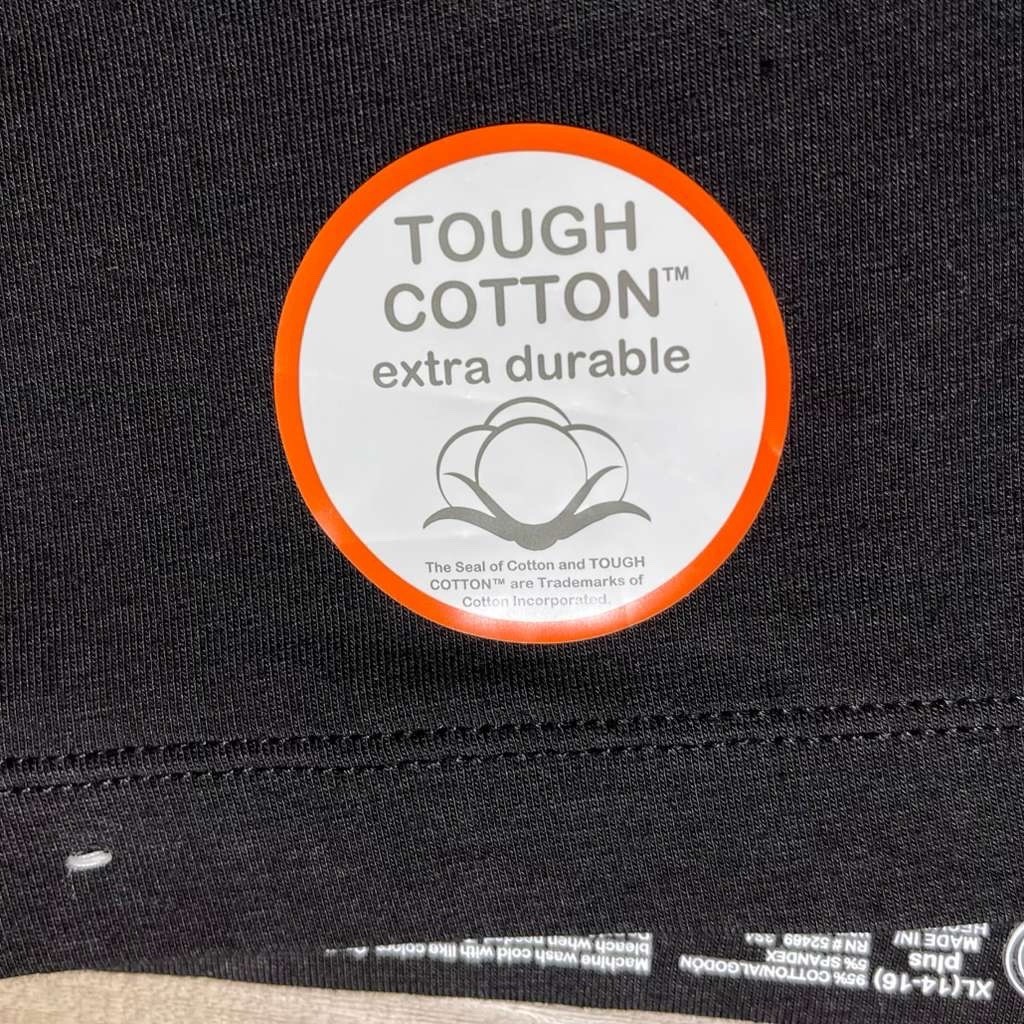 TOUGH
COTTON™
extra durable
The Seal of Cotton and TOUGH
COTTON™ are Trademarks of
Cotton Incorporated.
XL(14-16)
plus
MADE IN/
HECHO
95% COTTON/ALGODÓN
5% SPANDEX
RN # 52469
Machine wash cold with like colors
bleach when needed